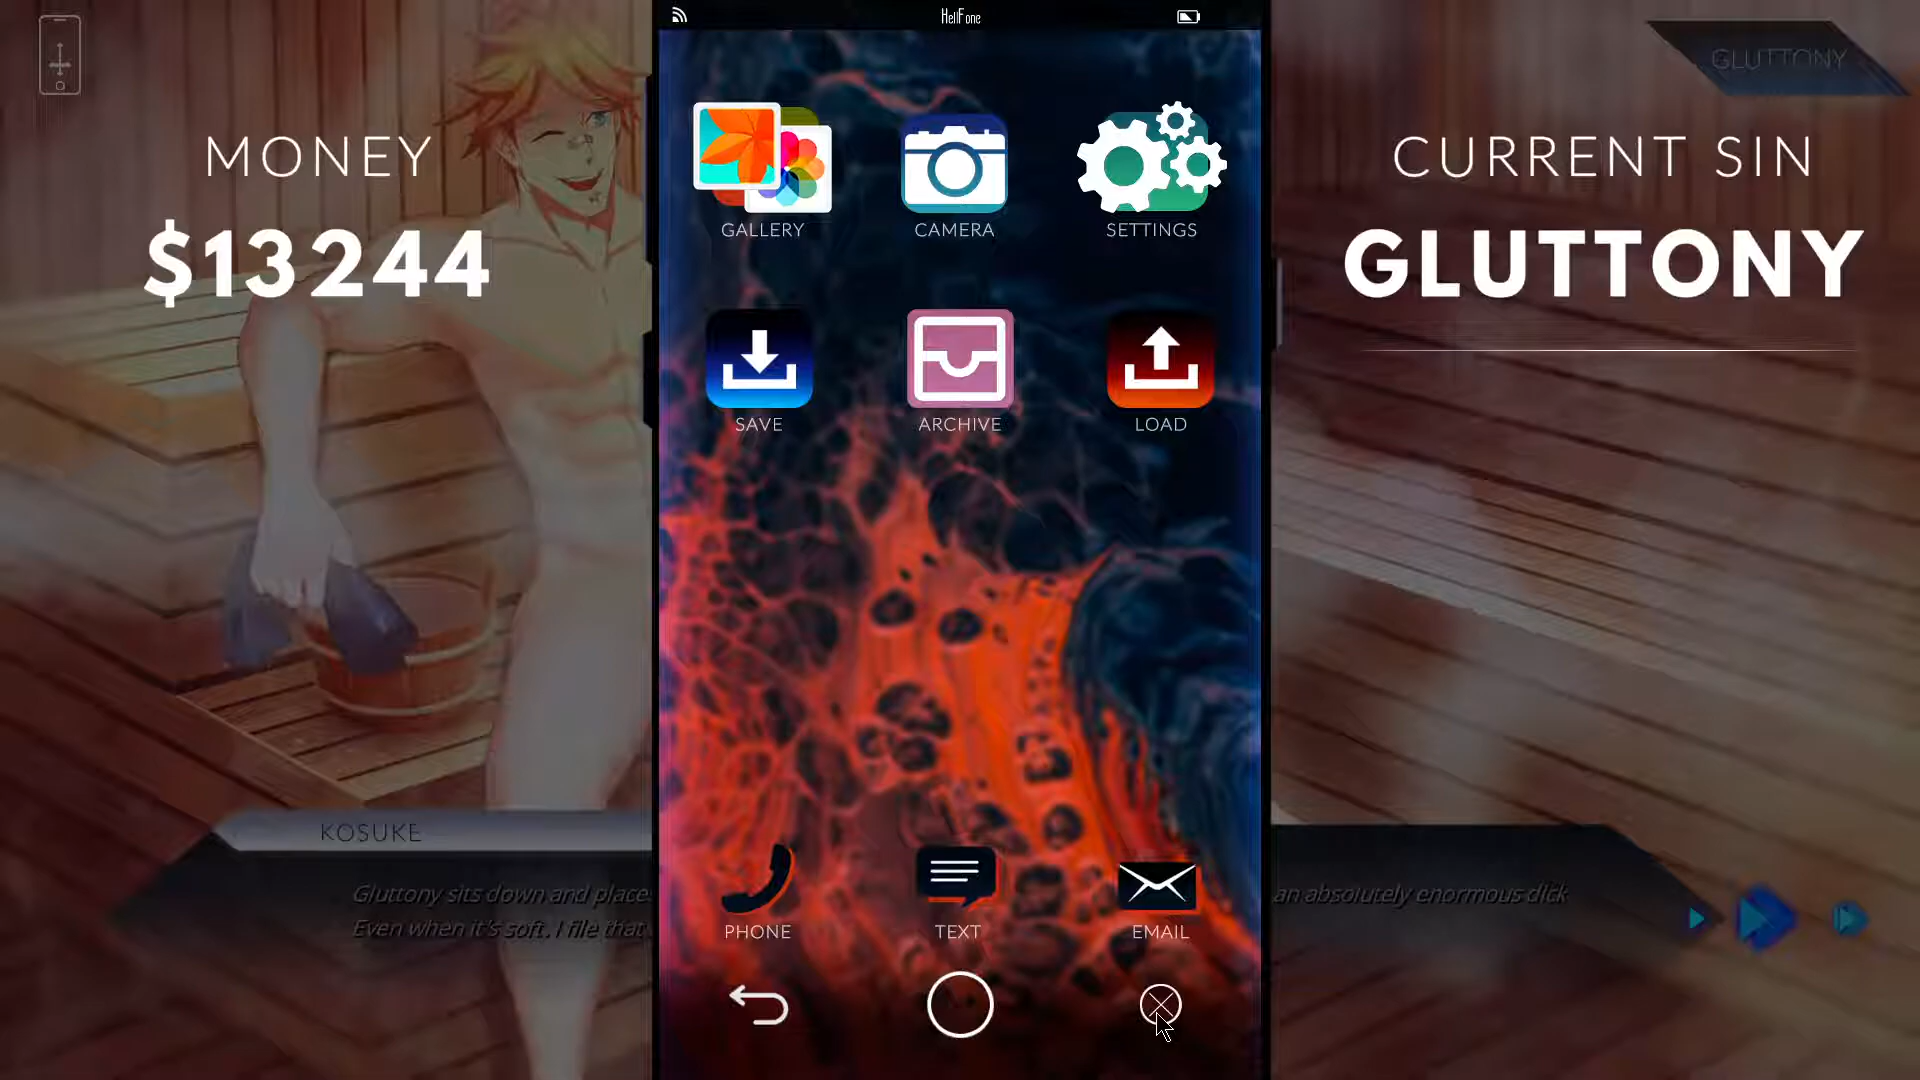 HellFone
GLUTTONY
MONEY
$13244
CURRENT SIN
GLUTTONY
GALLERY
CAMERA
SETTINGS
SAVE
ARCHIVE
LOAD
KOSUKE
Gluttony sits down and place
an absolutely enormous dick
Even when it's soft. I file that
PHONE
TEXT
EMAIL